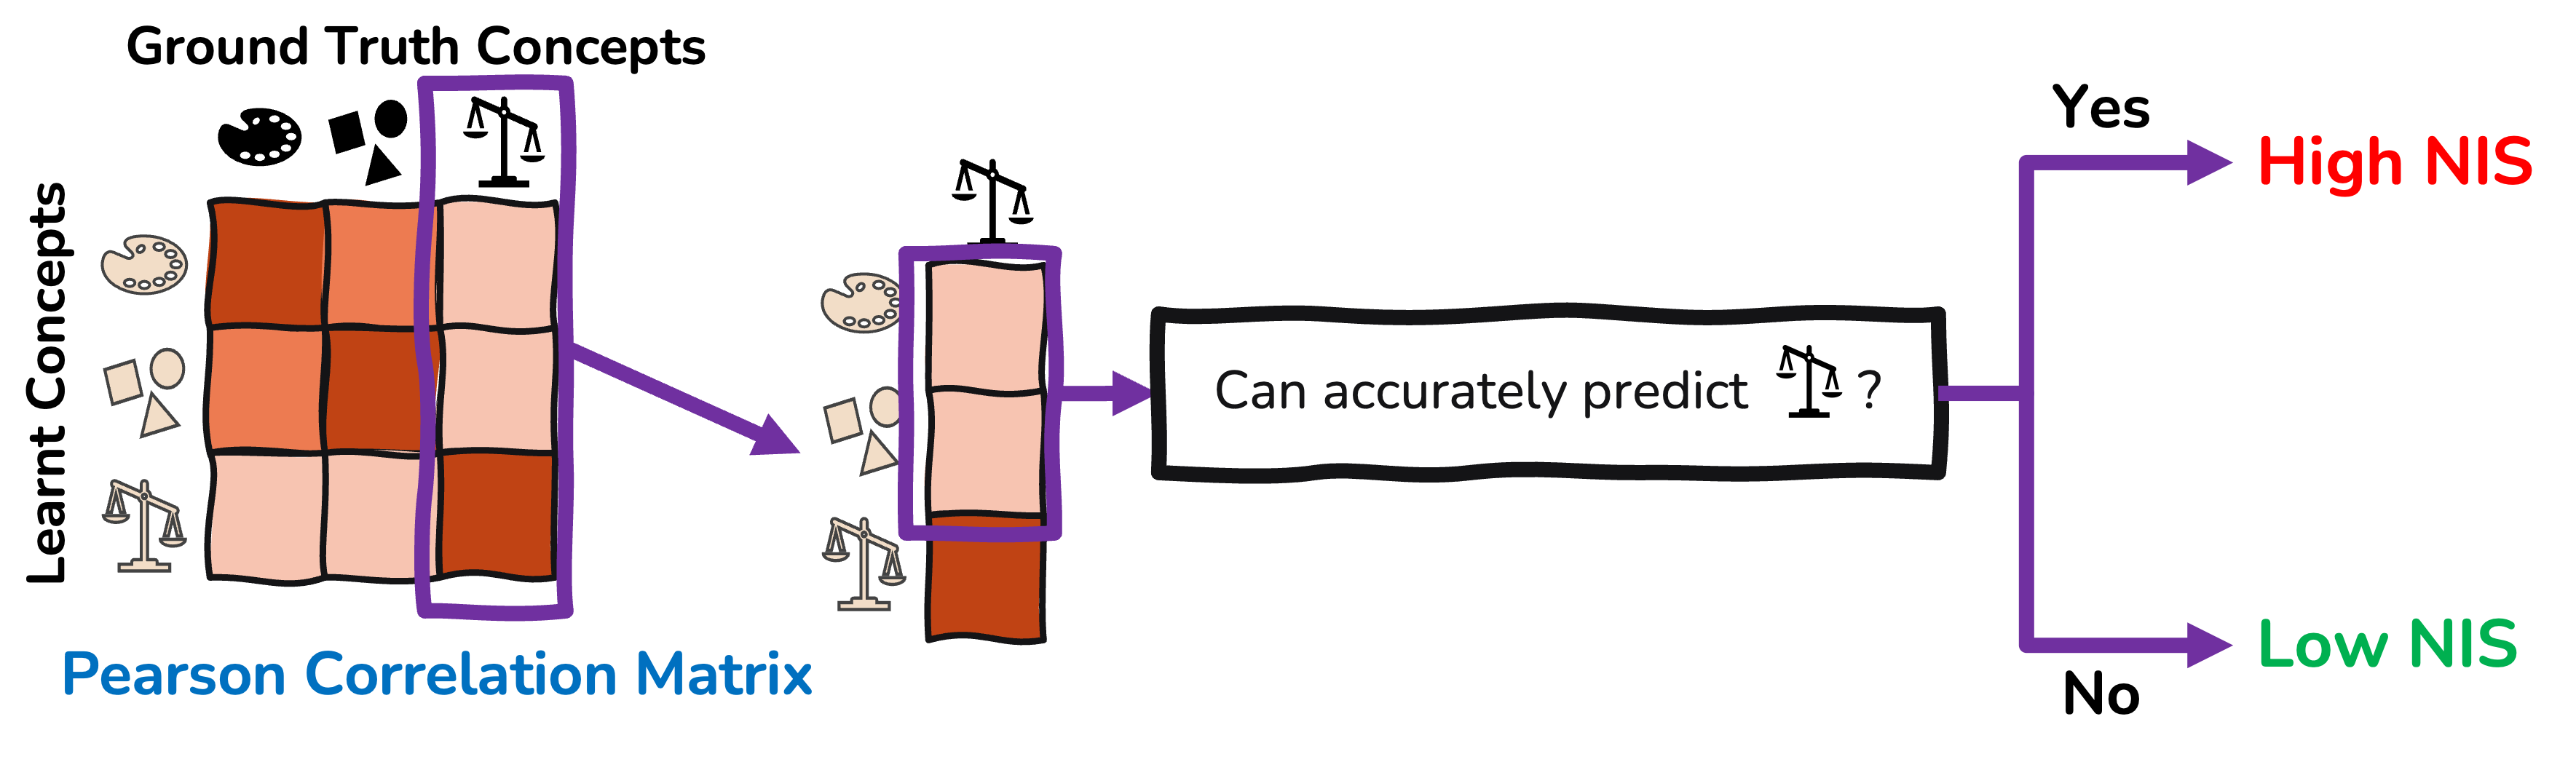 Ground Truth Concepts
Learnt Concepts
Pearson Correlation Matrix
Can accurately predict ?
Yes
High NIS
No
Low NIS